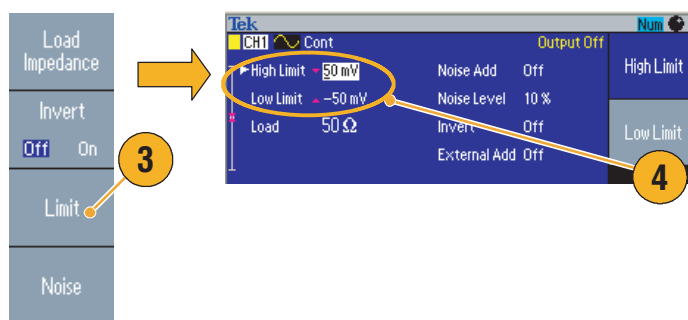 Load
Impedance
Invert
Off On
Limit
Noise
3
Tek
Num
CH1 Cont
Output Off
High Limit 50 mV
Noise Add Off
Low Limit -50 mV
Noise Level 10 %
Load 50 Ω
Invert Off
External Add Off
High Limit
Low Limit
4